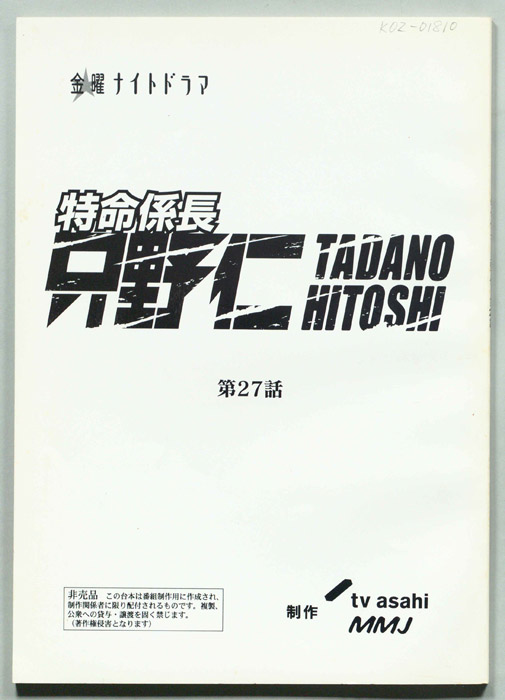 KOZ-01810
金曜ナイトドラマ
特命係長
只野仁 TADANO
HITOSHI
第27話
非売品 この台本は番組制作用に作成され、
制作関係者に限り配付されるものです。複製、
公衆への貸与・譲渡を固く禁じます。
（著作権侵害となります）
制作 tv asahi
MMJ